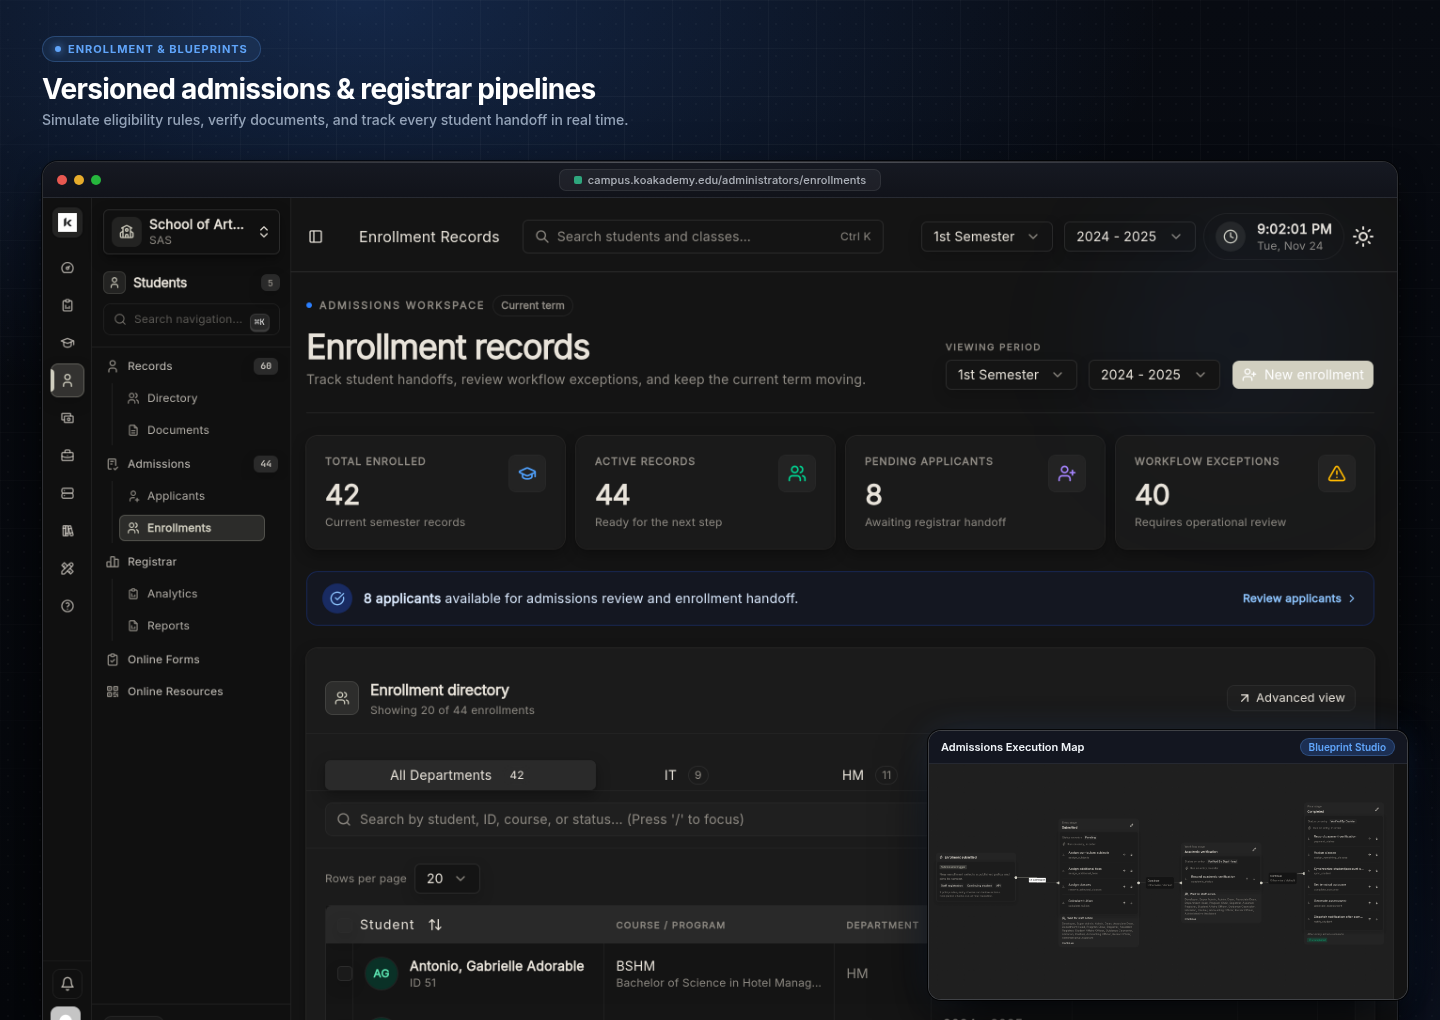 ENROLLMENT & BLUEPRINTS
Versioned admissions & registrar pipelines
Simulate eligibility rules, verify documents, and track every student handoff in real time.
campus.koakademy.edu/administrators/enrollments
K
School of Art...
SAS
Students 5
Search navigation... ⌘K
Records 60
Directory
Documents
Admissions 44
Applicants
Enrollments
Registrar
Analytics
Reports
Online Forms
Online Resources
Enrollment Records
Search students and classes... Ctrl K
1st Semester
2024 - 2025
9:02:01 PM
Tue, Nov 24
ADMISSIONS WORKSPACE Current term
Enrollment records
Track student handoffs, review workflow exceptions, and keep the current term moving.
VIEWING PERIOD
1st Semester
2024 - 2025
New enrollment
TOTAL ENROLLED
42
Current semester records
ACTIVE RECORDS
44
Ready for the next step
PENDING APPLICANTS
8
Awaiting registrar handoff
WORKFLOW EXCEPTIONS
40
Requires operational review
8 applicants available for admissions review and enrollment handoff.
Review applicants
Enrollment directory
Showing 20 of 44 enrollments
Advanced view
All Departments 42
IT 9
HM 11
Search by student, ID, course, or status... (Press '/' to focus)
Rows per page 20
Student
COURSE / PROGRAM
DEPARTMENT
AG
Antonio, Gabrielle Adorable
ID 51
BSHM
Bachelor of Science in Hotel Manag...
HM
Admissions Execution Map
Blueprint Studio
Submitted
Completed